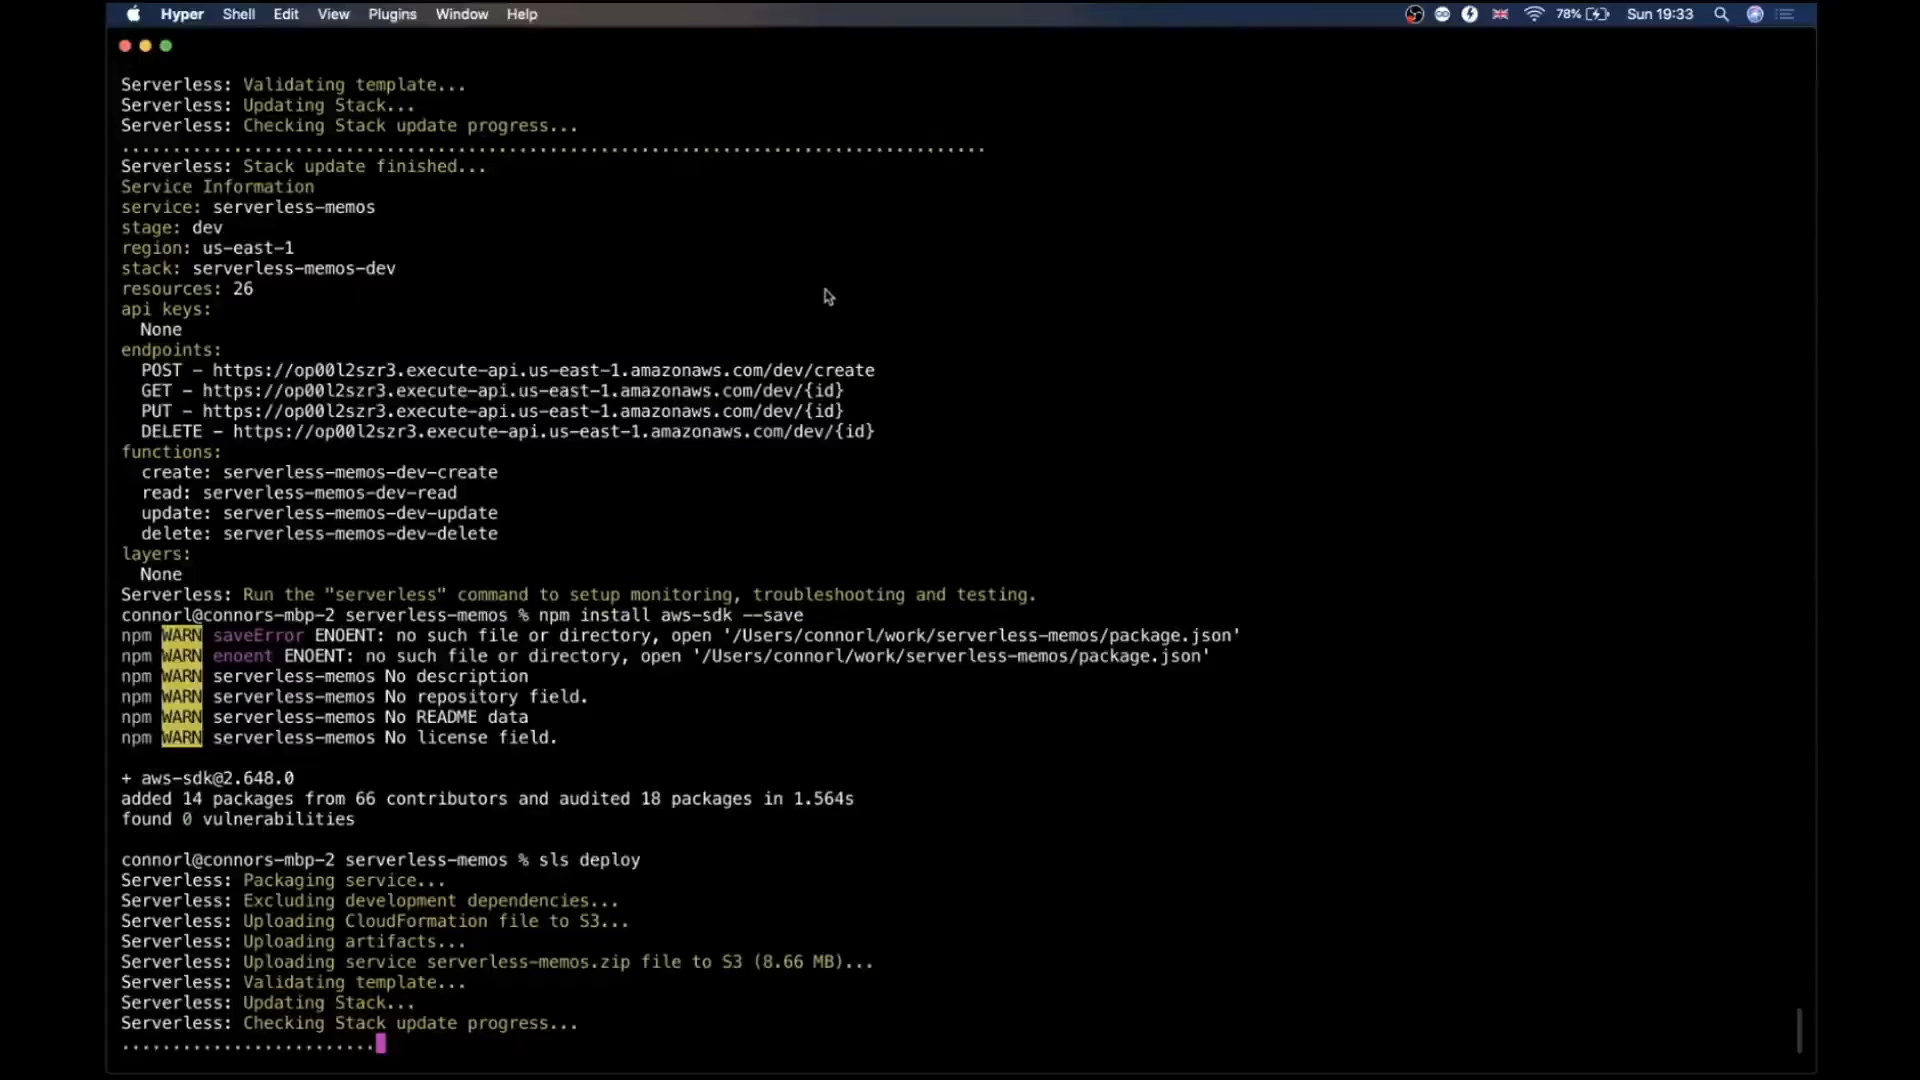 Hyper Shell Edit View Plugins Window Help 78% Sun 19:33
Serverless: Validating template...
Serverless: Updating Stack...
Serverless: Checking Stack update progress...
.....................................................................................
Serverless: Stack update finished...
Service Information
service: serverless-memos
stage: dev
region: us-east-1
stack: serverless-memos-dev
resources: 26
api keys:
None
endpoints:
POST - https://op00l2szr3.execute-api.us-east-1.amazonaws.com/dev/create
GET - https://op00l2szr3.execute-api.us-east-1.amazonaws.com/dev/{id}
PUT - https://op00l2szr3.execute-api.us-east-1.amazonaws.com/dev/{id}
DELETE - https://op00l2szr3.execute-api.us-east-1.amazonaws.com/dev/{id}
functions:
create: serverless-memos-dev-create
read: serverless-memos-dev-read
update: serverless-memos-dev-update
delete: serverless-memos-dev-delete
layers:
None
Serverless: Run the "serverless" command to setup monitoring, troubleshooting and testing.
connorl@connors-mbp-2 serverless-memos % npm install aws-sdk --save
npm WARN saveError ENOENT: no such file or directory, open '/Users/connorl/work/serverless-memos/package.json'
npm WARN enoent ENOENT: no such file or directory, open '/Users/connorl/work/serverless-memos/package.json'
npm WARN serverless-memos No description
npm WARN serverless-memos No repository field.
npm WARN serverless-memos No README data
npm WARN serverless-memos No license field.
+ aws-sdk@2.648.0
added 14 packages from 66 contributors and audited 18 packages in 1.564s
found 0 vulnerabilities
connorl@connors-mbp-2 serverless-memos % sls deploy
Serverless: Packaging service...
Serverless: Excluding development dependencies...
Serverless: Uploading CloudFormation file to S3...
Serverless: Uploading artifacts...
Serverless: Uploading service serverless-memos.zip file to S3 (8.66 MB)...
Serverless: Validating template...
Serverless: Updating Stack...
Serverless: Checking Stack update progress...
.........................